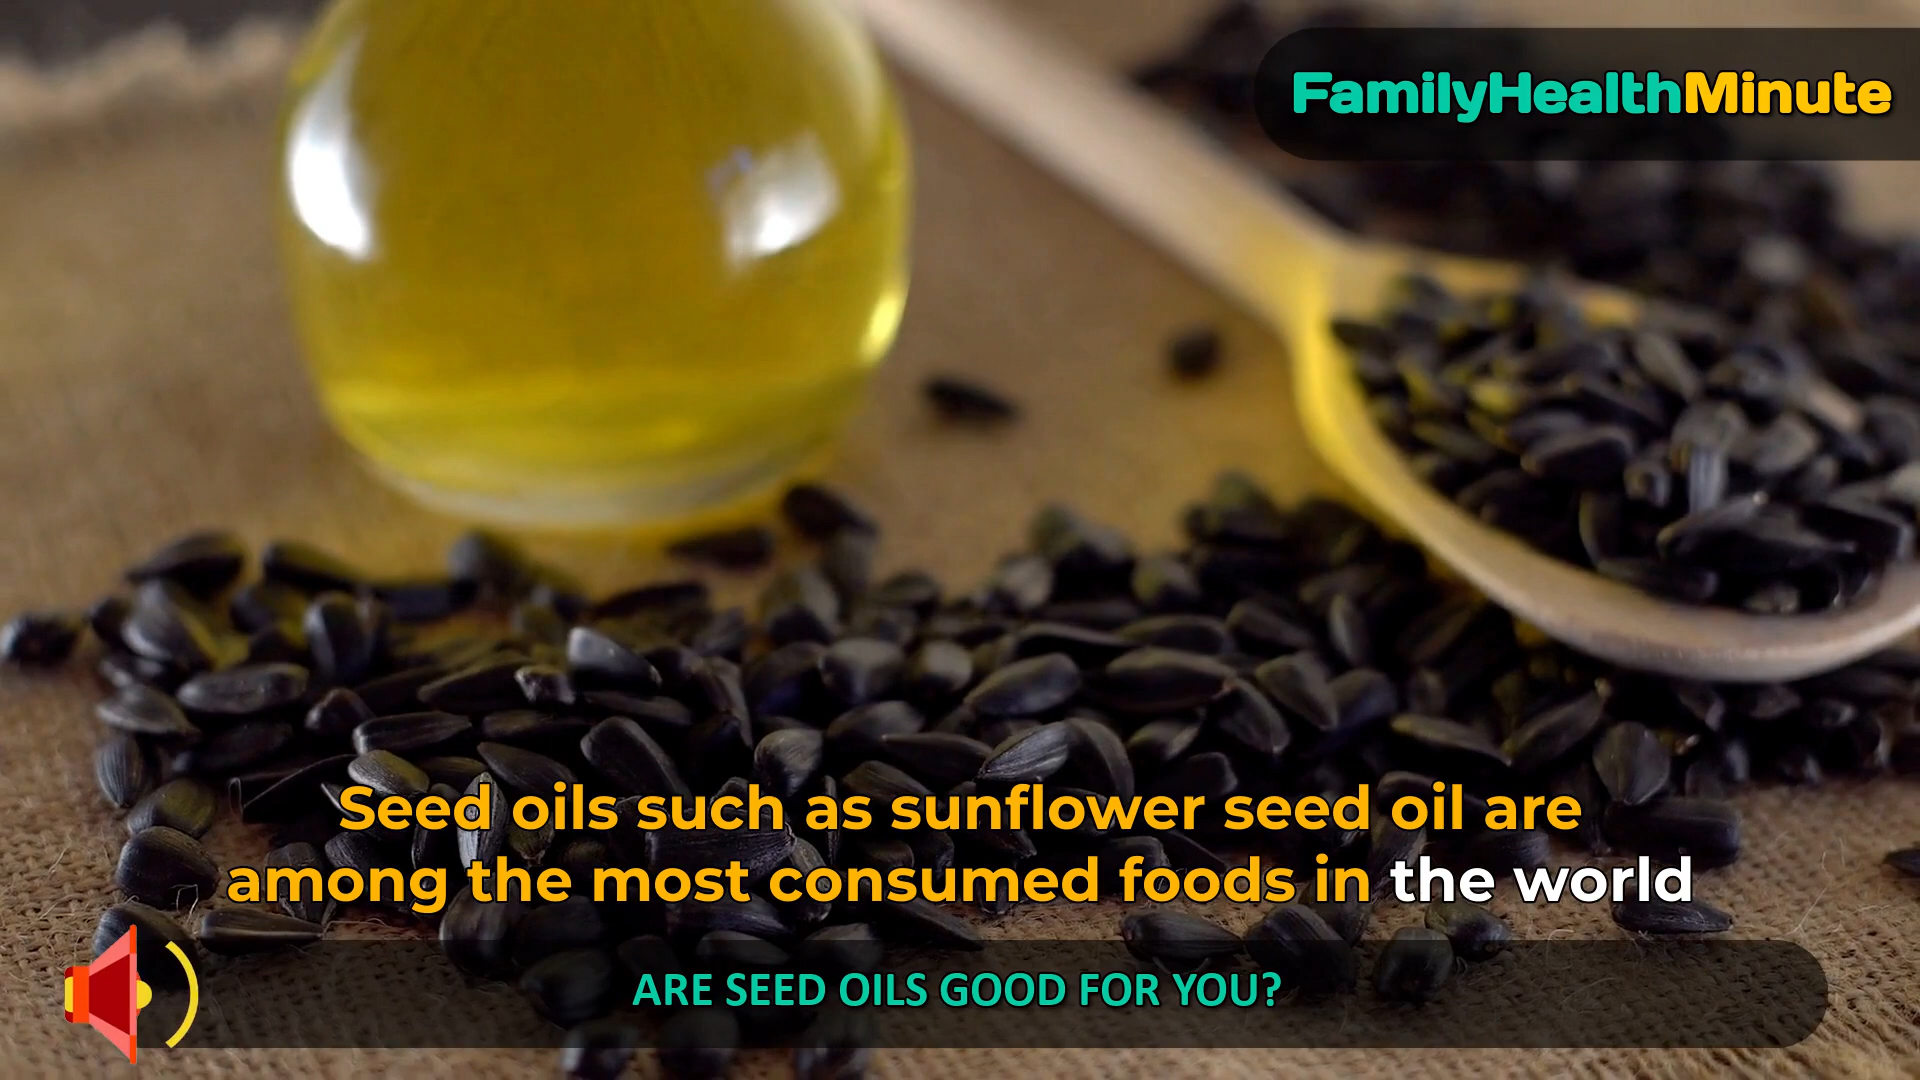 FamilyHealthMinute
Seed oils such as sunflower seed oil are
among the most consumed foods in the world
ARE SEED OILS GOOD FOR YOU?